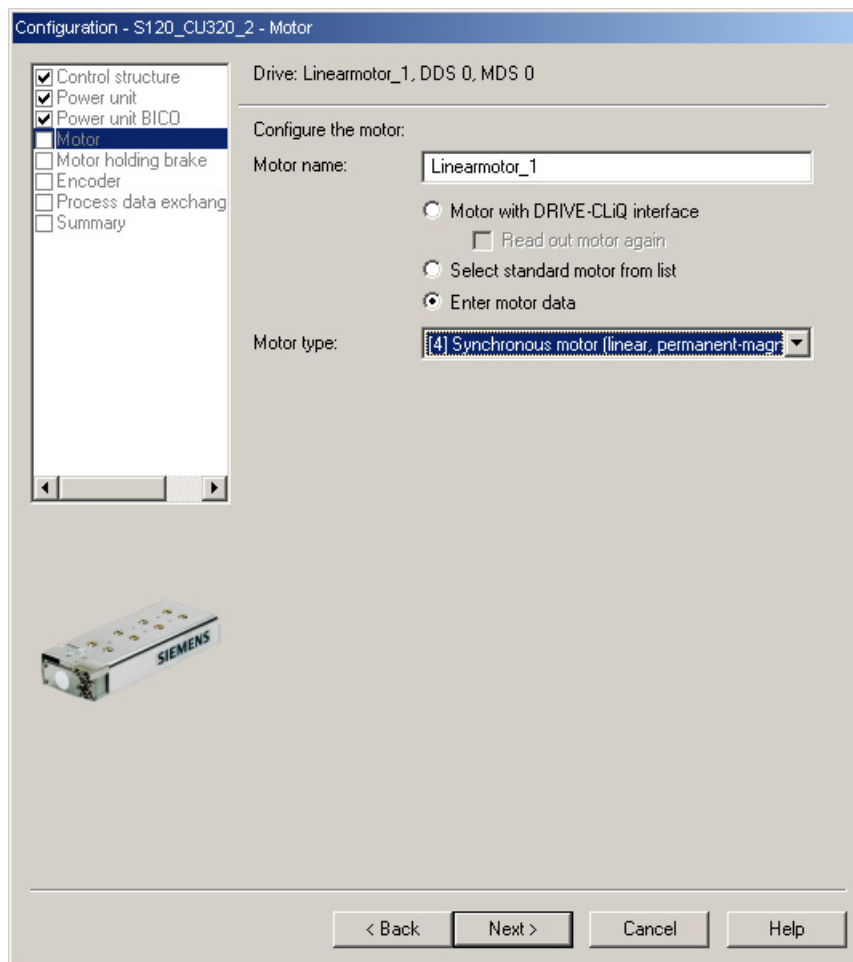 Configuration - S120_CU320_2 - Motor
Control structure
Power unit
Power unit BICO
Motor
Motor holding brake
Encoder
Process data exchang
Summary
Drive: Linearmotor_1, DDS 0, MDS 0
Configure the motor:
Motor name:
Linearmotor_1
Motor with DRIVE-CLiQ interface
Read out motor again
Select standard motor from list
Enter motor data
Motor type:
[4] Synchronous motor (linear, permanent-magn
SIEMENS
< Back
Next >
Cancel
Help